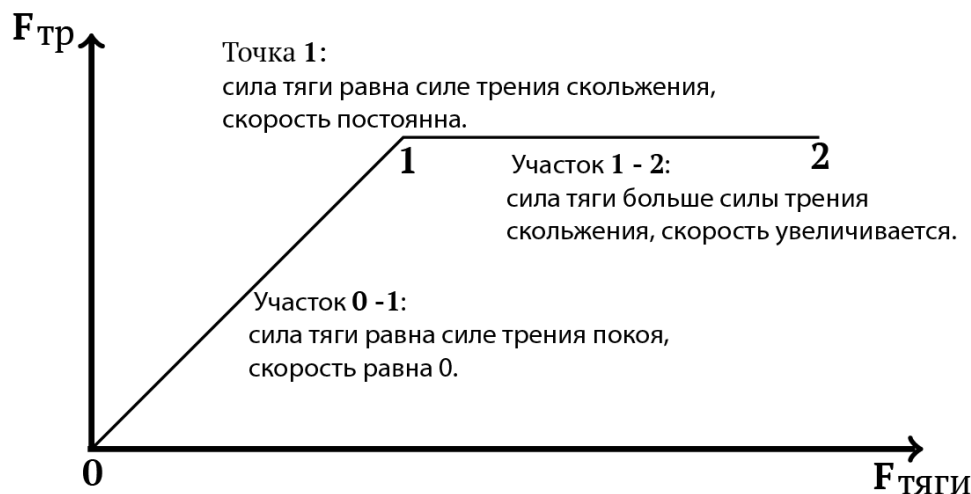 Fтр
Точка 1:
сила тяги равна силе трения скольжения,
скорость постоянна.
1
2
Участок 1 - 2:
сила тяги больше силы трения
скольжения, скорость увеличивается.
Участок 0 -1:
сила тяги равна силе трения покоя,
скорость равна 0.
0
Fтяги